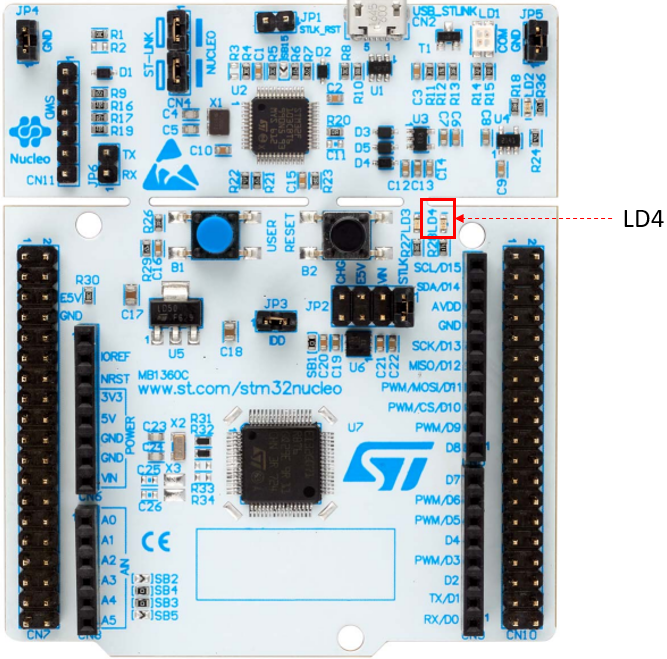 JP4
GND
R1
R2
D1
R9
R16
R17
R19
SWD
Nucleo
CN11
JP6
TX
RX
ST-LINK
NUCLEO
CN4
C4
C5
X1
C10
JP1
STLK_RST
SB15
R3
R4
C1
R5
R6
R7
D2
U2
C2
R20
C11
R22
R21
C15
R23
USB_STLINK
CN2
5
1
R8
R10
U1
T1
LD1
COM
JP5
GND
C3
R11
R12
R13
R14
R15
R18
LD2
R36
D3
D5
D4
U3
C7
C6
C8
U4
R24
C12
C13
C14
C9
R26
R29
C16
B1
USER
RESET
B2
LD3
LD4
R27
R28
LD4
R30
E5V
GND
C17
U5
C18
JP3
IDD
JP2
CHG
E5V
VIN
STLK
SB1
C20
C19
U6
C21
C22
MB1360C
www.st.com/stm32nucleo
IOREF
NRST
3V3
5V
GND
GND
VIN
POWER
CN6
A0
A1
A2
A3
A4
A5
AIN
CN7
CN8
SCL/D15
SDA/D14
AVDD
GND
SCK/D13
MISO/D12
PWM/MOSI/D11
PWM/CS/D10
PWM/D9
D8
D7
PWM/D6
PWM/D5
D4
PWM/D3
D2
TX/D1
RX/D0
CN9
CN10
C23
C24
X2
R31
R32
C25
X3
C26
R33
R34
U7
ST
CE
SB2
SB4
SB3
SB5